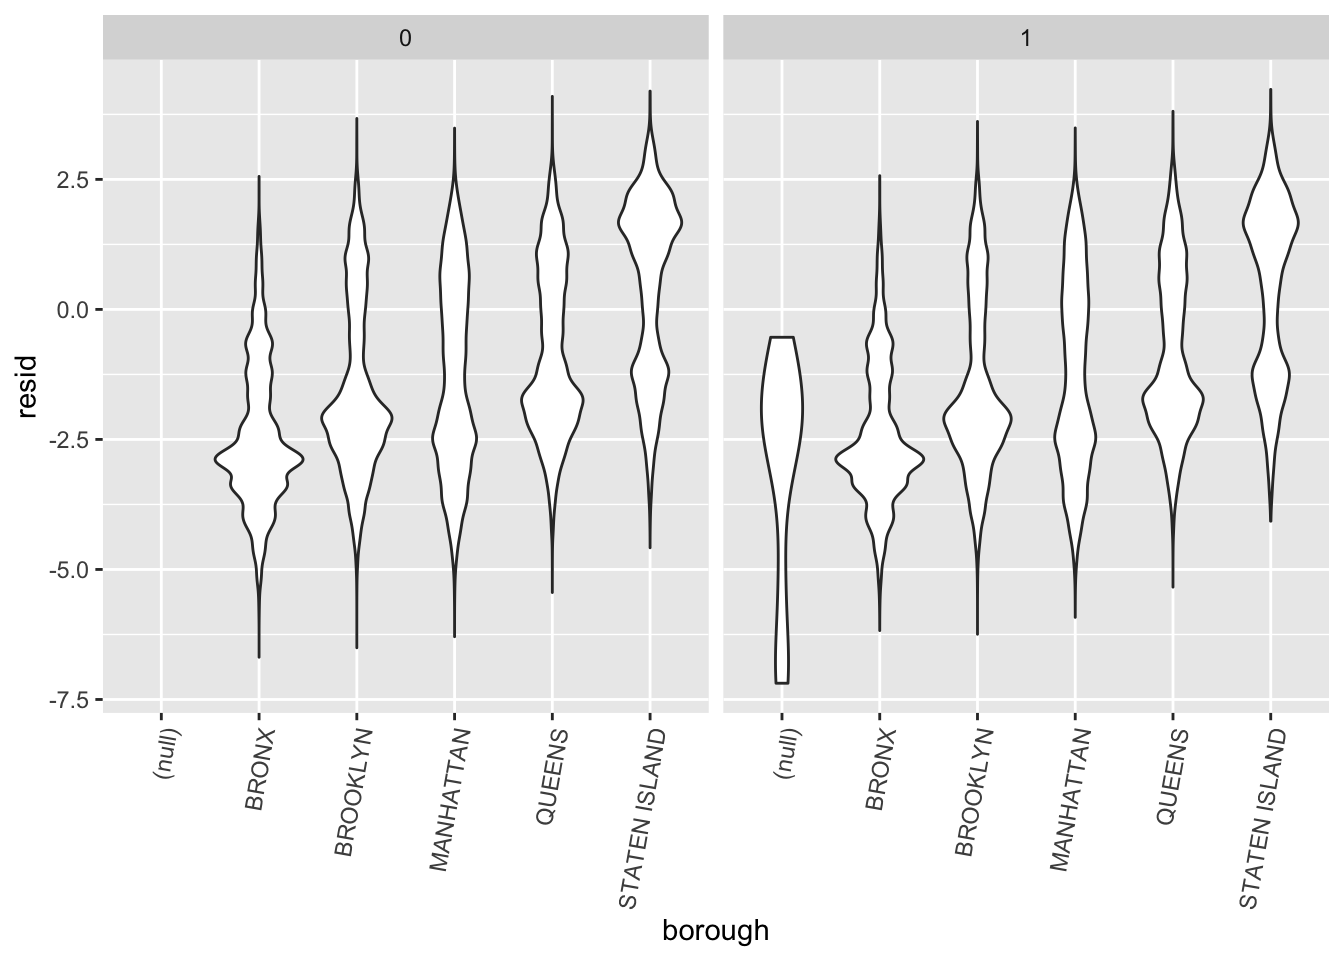 0
1
resid
2.5
0.0
-2.5
-5.0
-7.5
(null)
BRONX
BROOKLYN
MANHATTAN
QUEENS
STATEN ISLAND
(null)
BRONX
BROOKLYN
MANHATTAN
QUEENS
STATEN ISLAND
borough